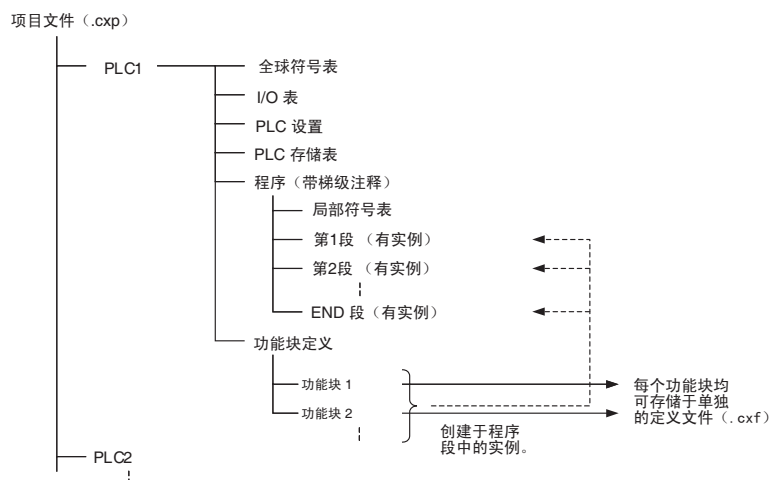 项目文件（.cxp）
PLC1
全球符号表
I/O 表
PLC 设置
PLC 存储表
程序（带梯级注释）
局部符号表
第1段 （有实例）
第2段 （有实例）
END 段（有实例）
功能块定义
功能块 1
功能块 2
每个功能块均
可存储于单独
的定义文件（.cxf）
创建于程序
段中的实例。
PLC2